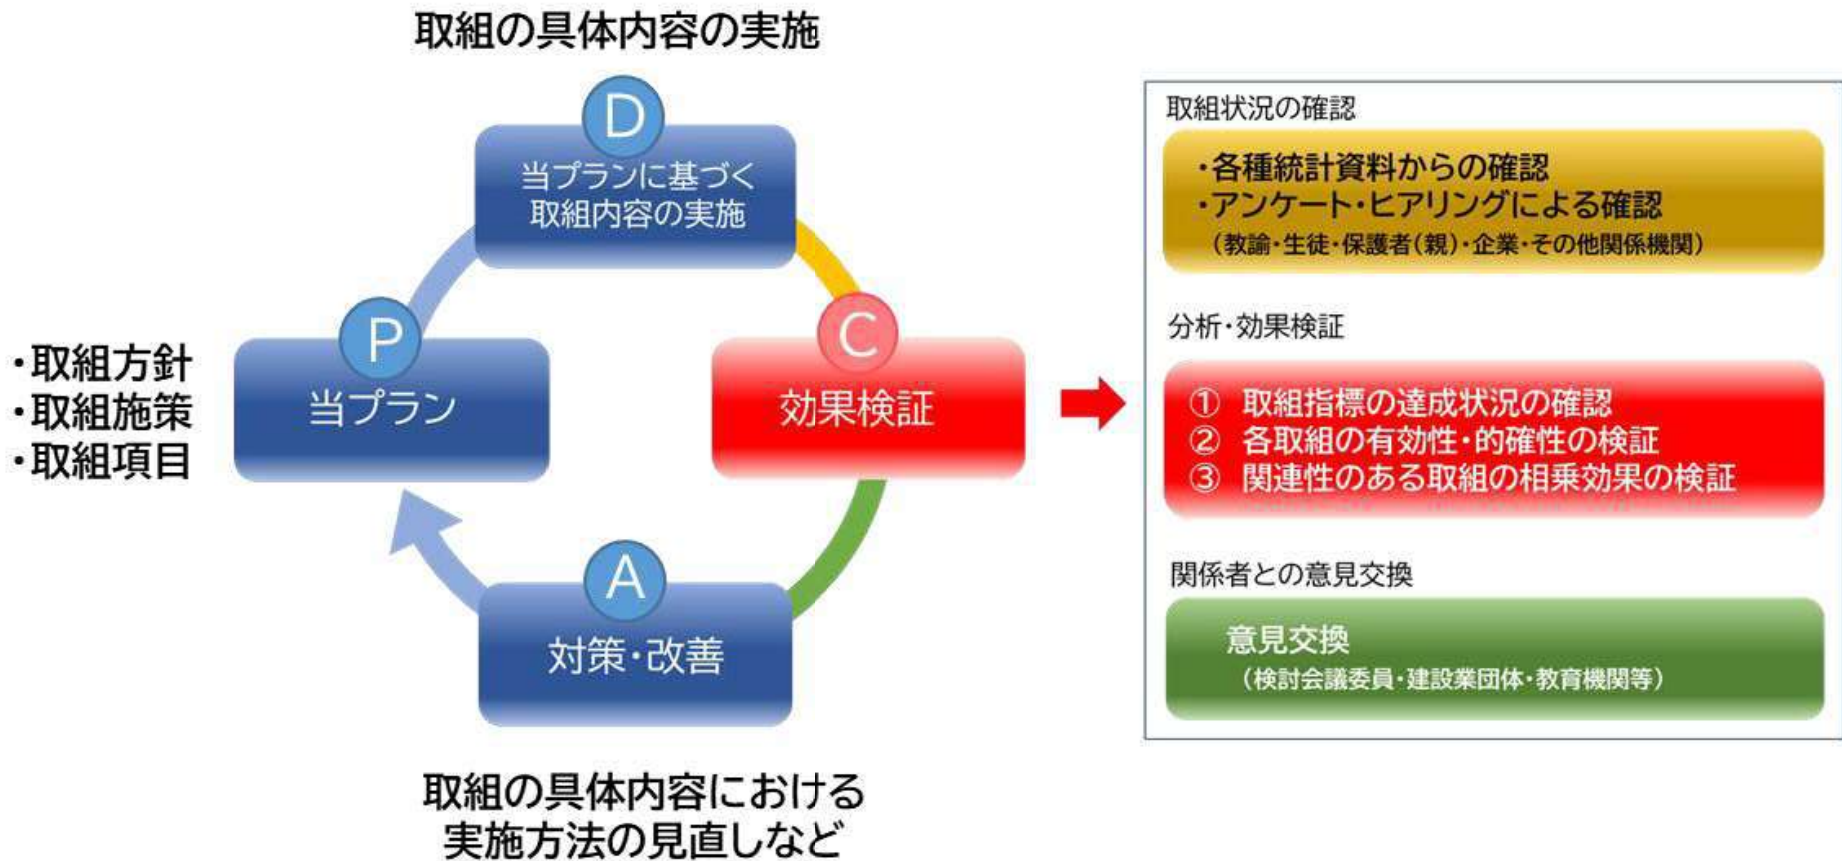 取組の具体内容の実施
D
当プランに基づく
取組内容の実施
P
当プラン
・取組方針
・取組施策
・取組項目
C
効果検証
A
対策・改善
取組の具体内容における
実施方法の見直しなど
取組状況の確認
・各種統計資料からの確認
・アンケート・ヒアリングによる確認
（教諭・生徒・保護者（親）・企業・その他関係機関）
分析・効果検証
① 取組指標の達成状況の確認
② 各取組の有効性・的確性の検証
③ 関連性のある取組の相乗効果の検証
関係者との意見交換
意見交換
（検討会議委員・建設業団体・教育機関等）